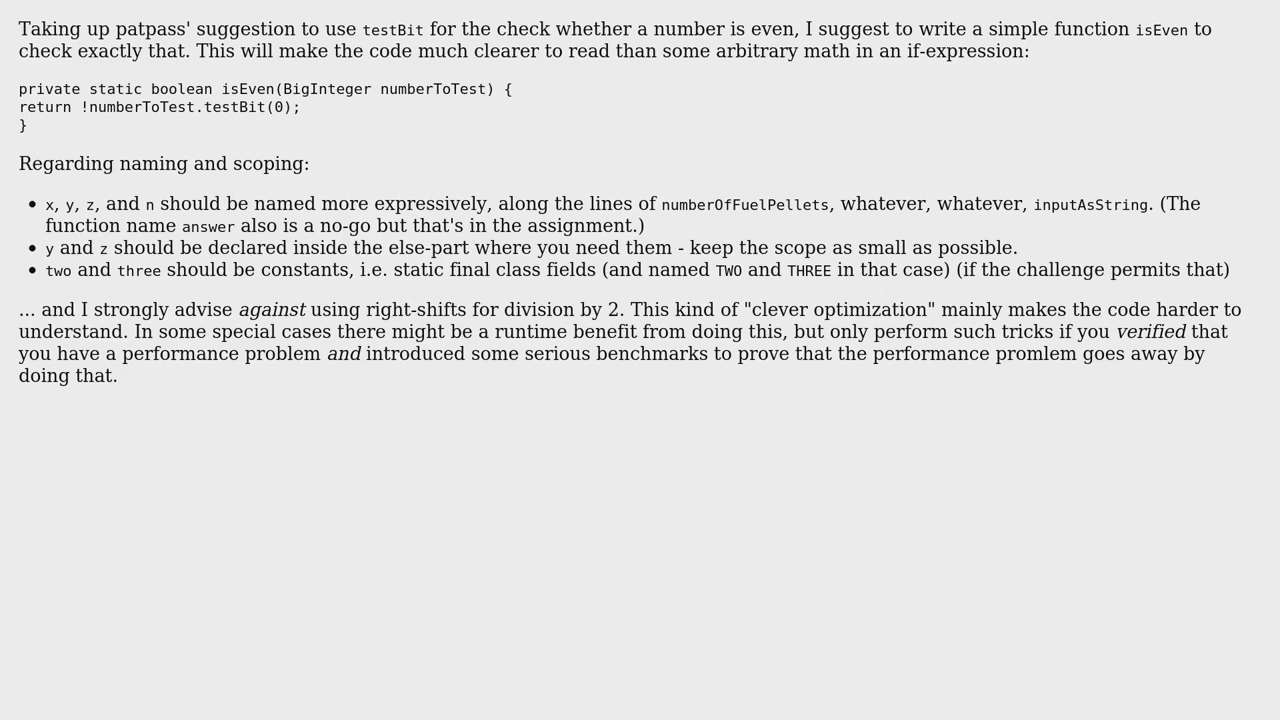 Taking up patpass' suggestion to use testBit for the check whether a number is even, I suggest to write a simple function isEven to
check exactly that. This will make the code much clearer to read than some arbitrary math in an if-expression:
private static boolean isEven(BigInteger numberToTest) {
return !numberToTest.testBit(0);
}
Regarding naming and scoping:
• x, y, z, and n should be named more expressively, along the lines of numberOfFuelPellets, whatever, whatever, inputAsString. (The
function name answer also is a no-go but that's in the assignment.)
• y and z should be declared inside the else-part where you need them - keep the scope as small as possible.
• two and three should be constants, i.e. static final class fields (and named TWO and THREE in that case) (if the challenge permits that)
... and I strongly advise against using right-shifts for division by 2. This kind of "clever optimization" mainly makes the code harder to
understand. In some special cases there might be a runtime benefit from doing this, but only perform such tricks if you verified that
you have a performance problem and introduced some serious benchmarks to prove that the performance promlem goes away by
doing that.